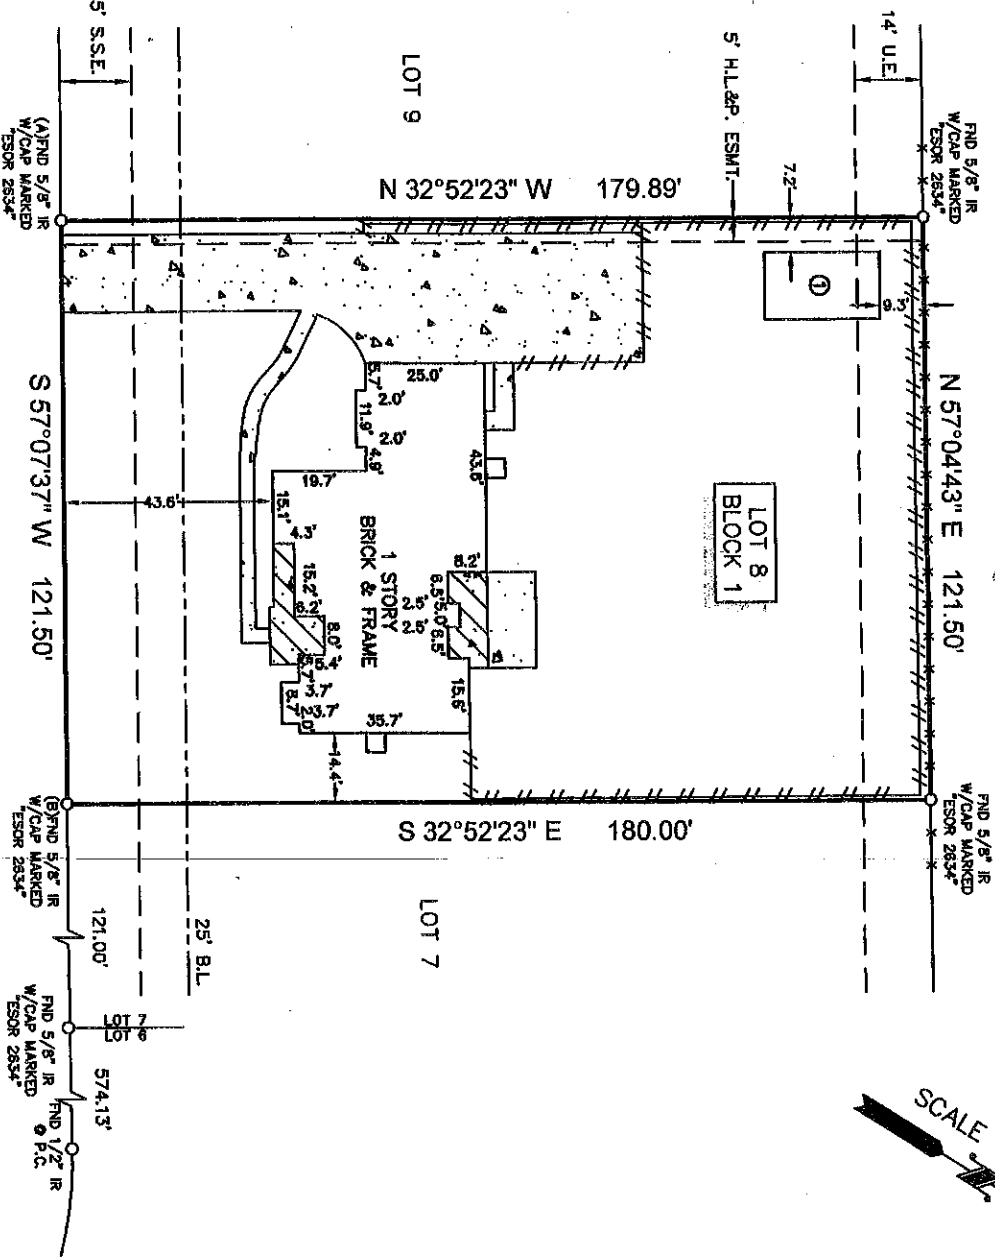 14' U.E.
FND 5/8" IR
W/CAP MARKED
"ESOR 2634"
5' H.L.&P. ESMT.
7.2'
LOT 9
5' S.S.E.
(A)FND 5/8" IR
W/CAP MARKED
"ESOR 2634"
N 32°52'23" W 179.89'
①
9.3'
N 57°04'43" E 121.50'
S 57°07'37" W 121.50'
25.0'
5.7'
2.0'
11.9'
2.0'
4.9'
19.7'
43.6'
43.6'
15.1'
4.3'
15.2'
6.2'
8.0'
5.4'
3.7'
8.7'
3.7'
2.0'
35.7'
14.4'
15.6'
8.2'
6.5'
2.5'
5.0'
2.5'
6.5'
1 STORY
BRICK & FRAME
LOT 8
BLOCK 1
S 32°52'23" E 180.00'
FND 5/8" IR
W/CAP MARKED
"ESOR 2634"
(B)FND 5/8" IR
W/CAP MARKED
"ESOR 2634"
LOT 7
25' B.L.
121.00'
LOT 7
LOT 6
FND 5/8" IR
W/CAP MARKED
"ESOR 2634"
574.13'
FND 1/2" IR
@ P.C.
SCALE